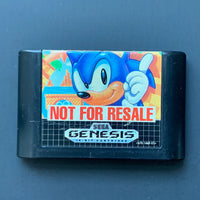 NOT FOR RESALE
SEGA
GENESIS